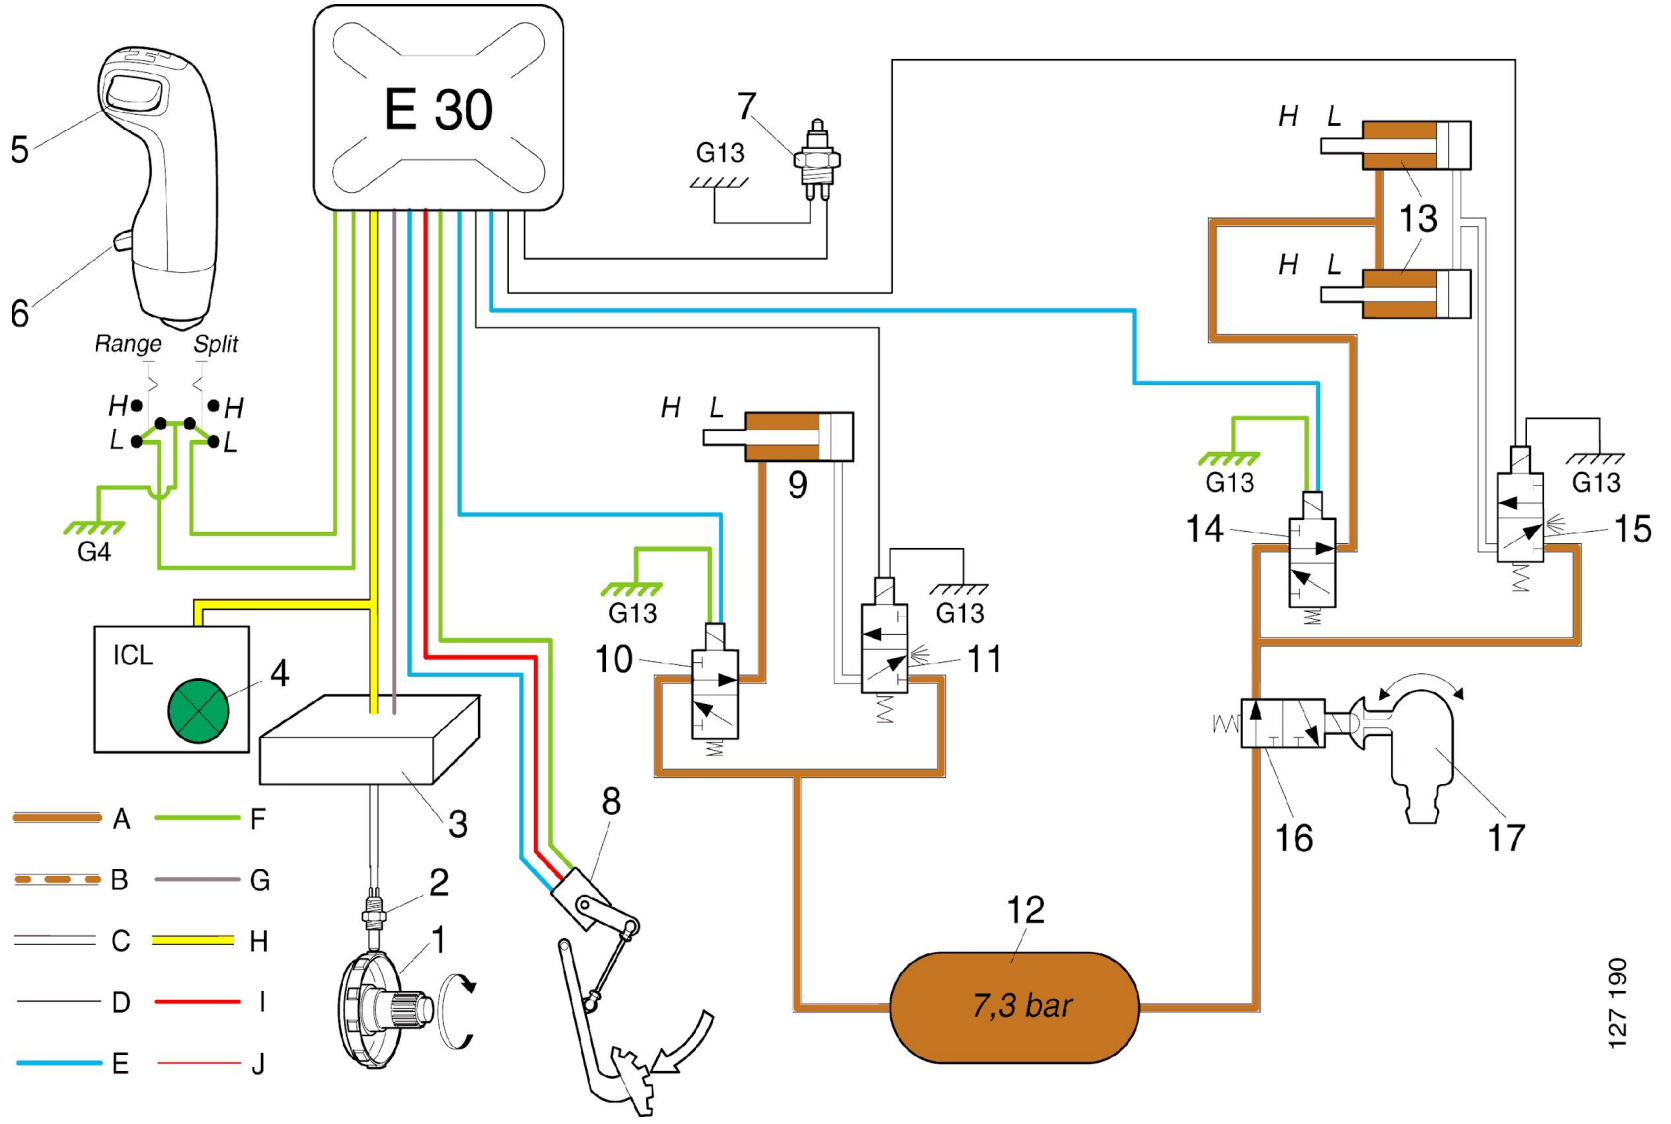 E 30
5
6
Range Split
H H
L L
G4
7
G13
H L
13
H L
H L
9
G13
14
G13
15
G13
10
G13
11
ICL
4
3
2
1
8
16
17
12
7,3 bar
A F
B G
C H
D I
E J
127 190